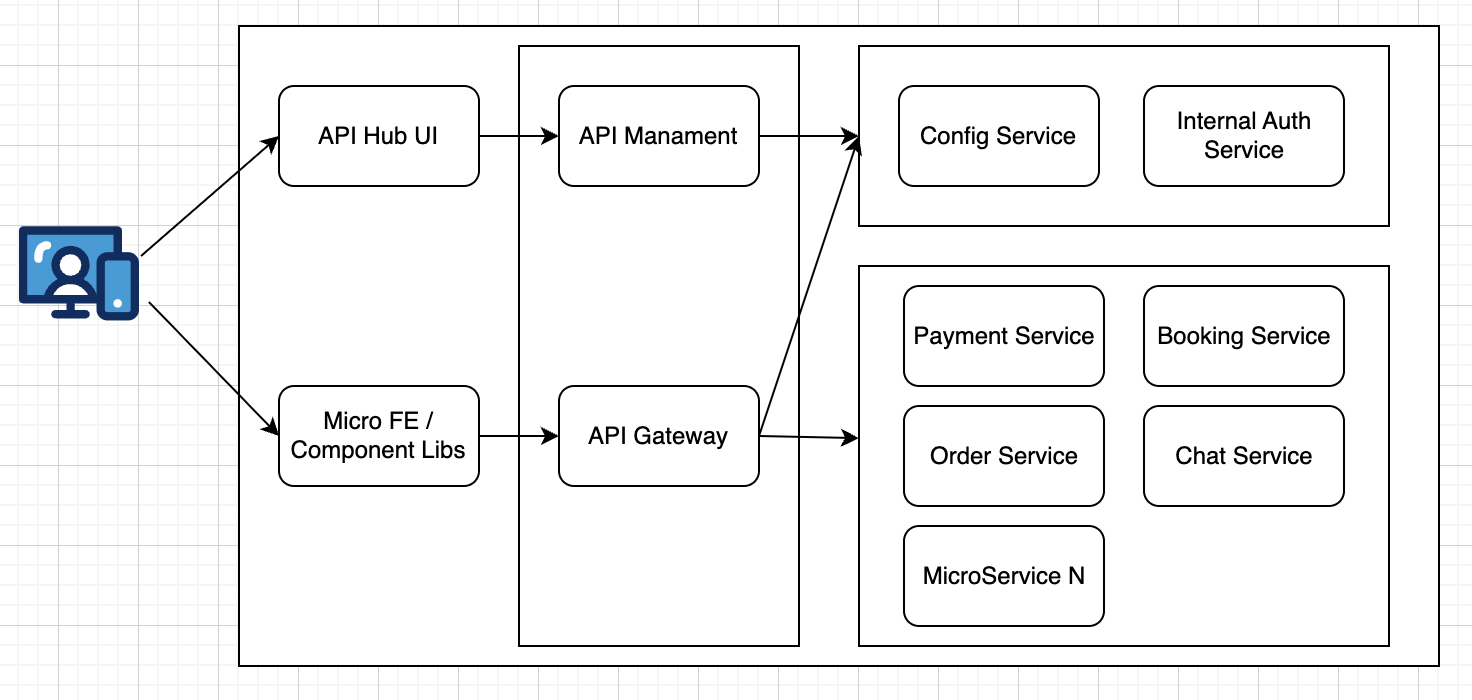 API Hub UI
API Manament
Config Service
Internal Auth
Service
Payment Service
Booking Service
Micro FE /
Component Libs
API Gateway
Order Service
Chat Service
MicroService N